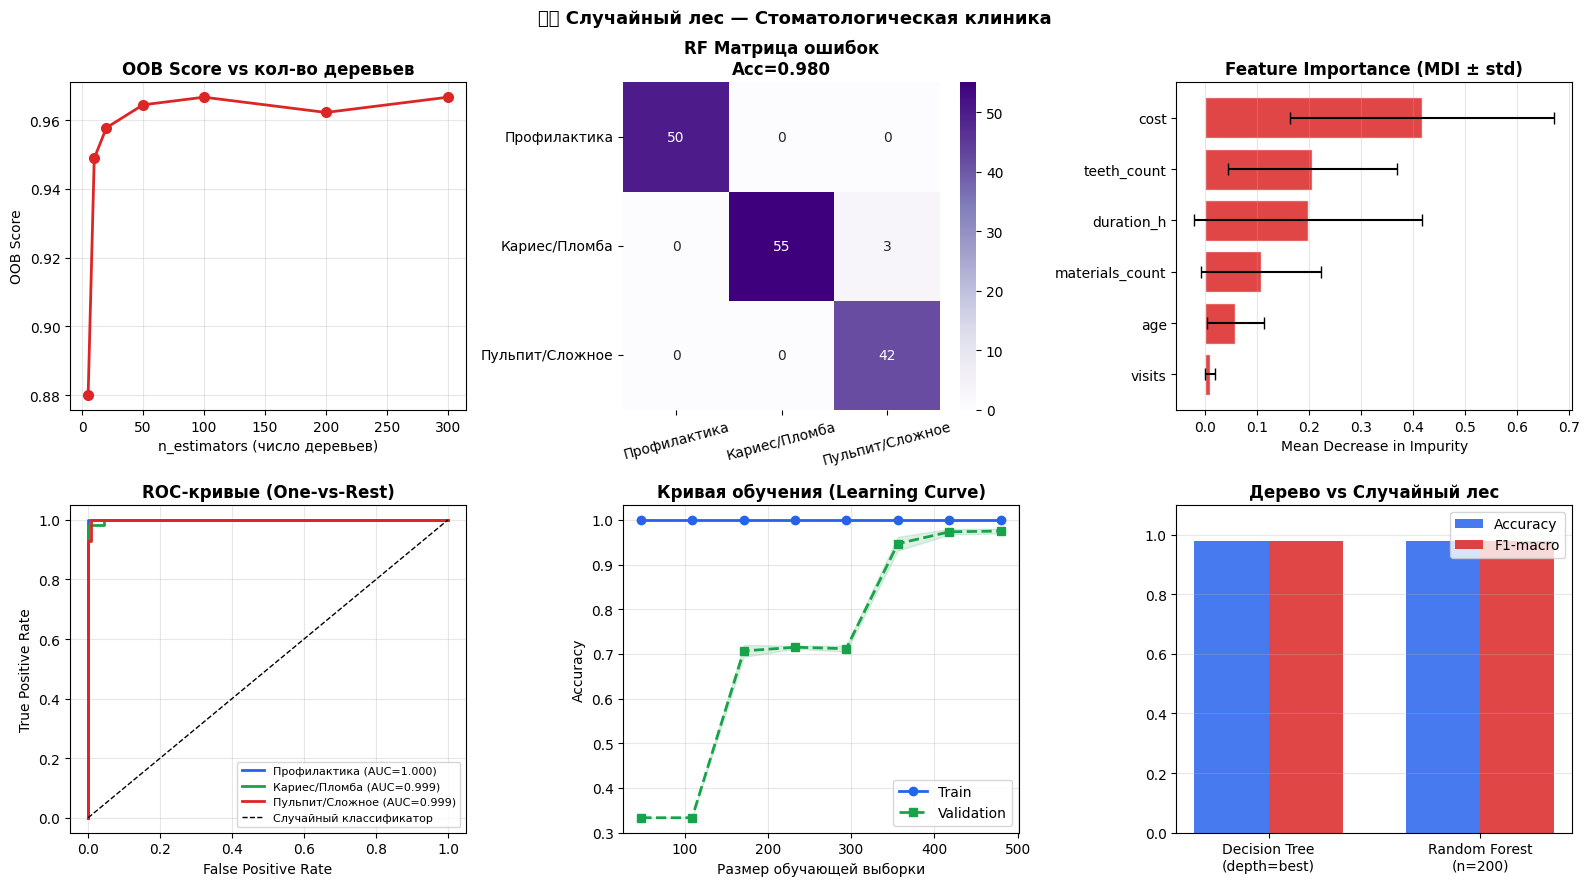 Случайный лес — Стоматологическая клиника
OOB Score vs кол-во деревьев
OOB Score
0.96
0.94
0.92
0.90
0.88
0 50 100 150 200 250 300
n_estimators (число деревьев)
RF Матрица ошибок
Acc=0.980
Профилактика
Кариес/Пломба
Пульпит/Сложное
50 0 0
0 55 3
0 0 42
Профилактика Кариес/Пломба Пульпит/Сложное
50
40
30
20
10
0
Feature Importance (MDI ± std)
cost
teeth_count
duration_h
materials_count
age
visits
0.0 0.1 0.2 0.3 0.4 0.5 0.6 0.7
Mean Decrease in Impurity
ROC-кривые (One-vs-Rest)
True Positive Rate
1.0
0.8
0.6
0.4
0.2
0.0
Профилактика (AUC=1.000)
Кариес/Пломба (AUC=0.999)
Пульпит/Сложное (AUC=0.999)
Случайный классификатор
0.0 0.2 0.4 0.6 0.8 1.0
False Positive Rate
Кривая обучения (Learning Curve)
Accuracy
1.0
0.9
0.8
0.7
0.6
0.5
0.4
0.3
Train
Validation
100 200 300 400 500
Размер обучающей выборки
Дерево vs Случайный лес
Accuracy
F1-macro
1.0
0.8
0.6
0.4
0.2
0.0
Decision Tree
(depth=best)
Random Forest
(n=200)